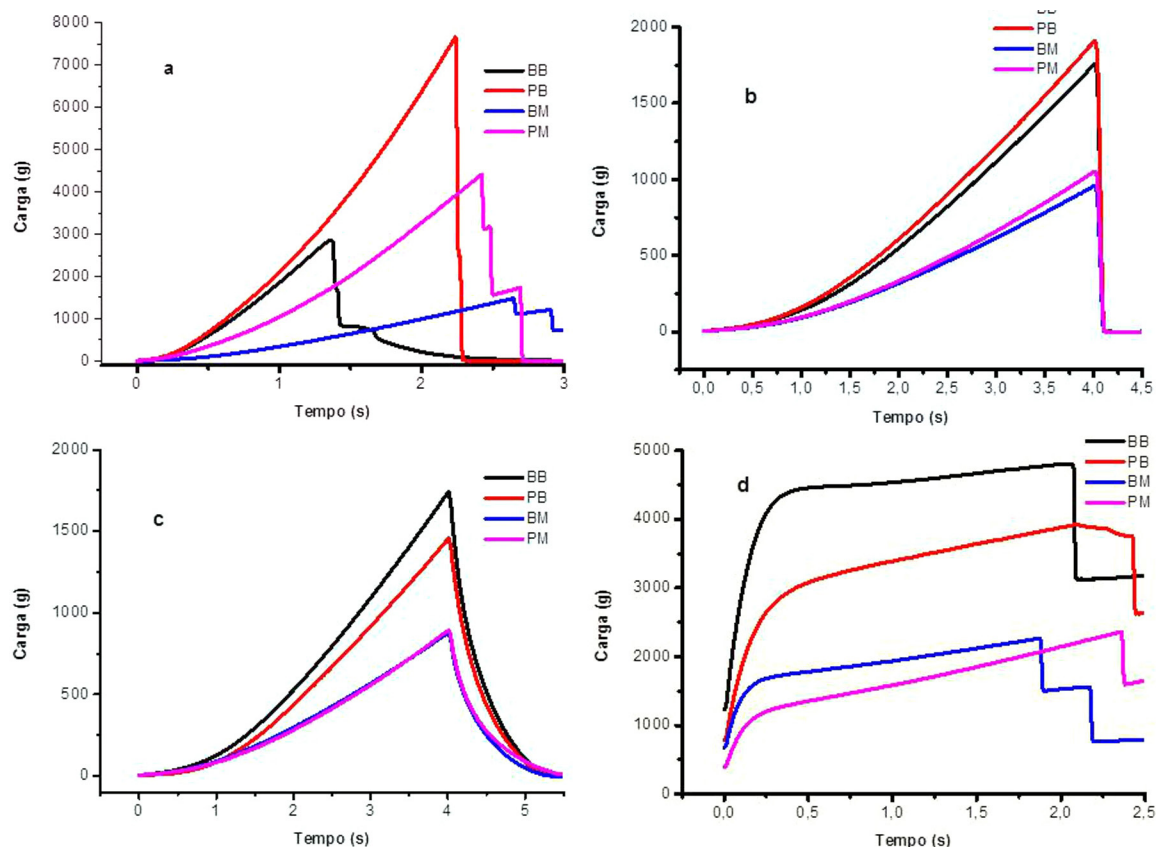 a
8000
7000
6000
5000
4000
3000
2000
1000
0
Carga (g)
BB
PB
BM
PM
0 1 2 3
Tempo (s)
b
2000
1500
1000
500
0
Carga (g)
BB
PB
BM
PM
0,0 0,5 1,0 1,5 2,0 2,5 3,0 3,5 4,0 4,5
Tempo (s)
c
2000
1500
1000
500
0
Carga (g)
BB
PB
BM
PM
0 1 2 3 4 5
Tempo (s)
d
5000
4000
3000
2000
1000
0
Carga (g)
BB
PB
BM
PM
0,0 0,5 1,0 1,5 2,0 2,5
Tempo (s)